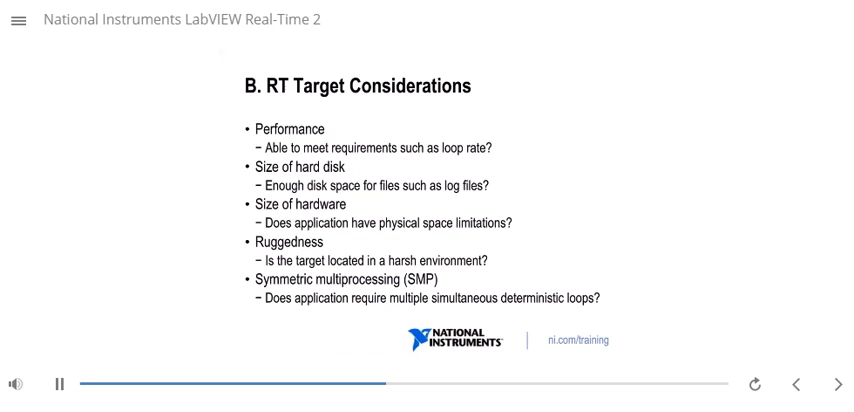 National Instruments LabVIEW Real-Time 2
B. RT Target Considerations
• Performance
– Able to meet requirements such as loop rate?
• Size of hard disk
– Enough disk space for files such as log files?
• Size of hardware
– Does application have physical space limitations?
• Ruggedness
– Is the target located in a harsh environment?
• Symmetric multiprocessing (SMP)
– Does application require multiple simultaneous deterministic loops?
NATIONAL
INSTRUMENTS
ni.com/training